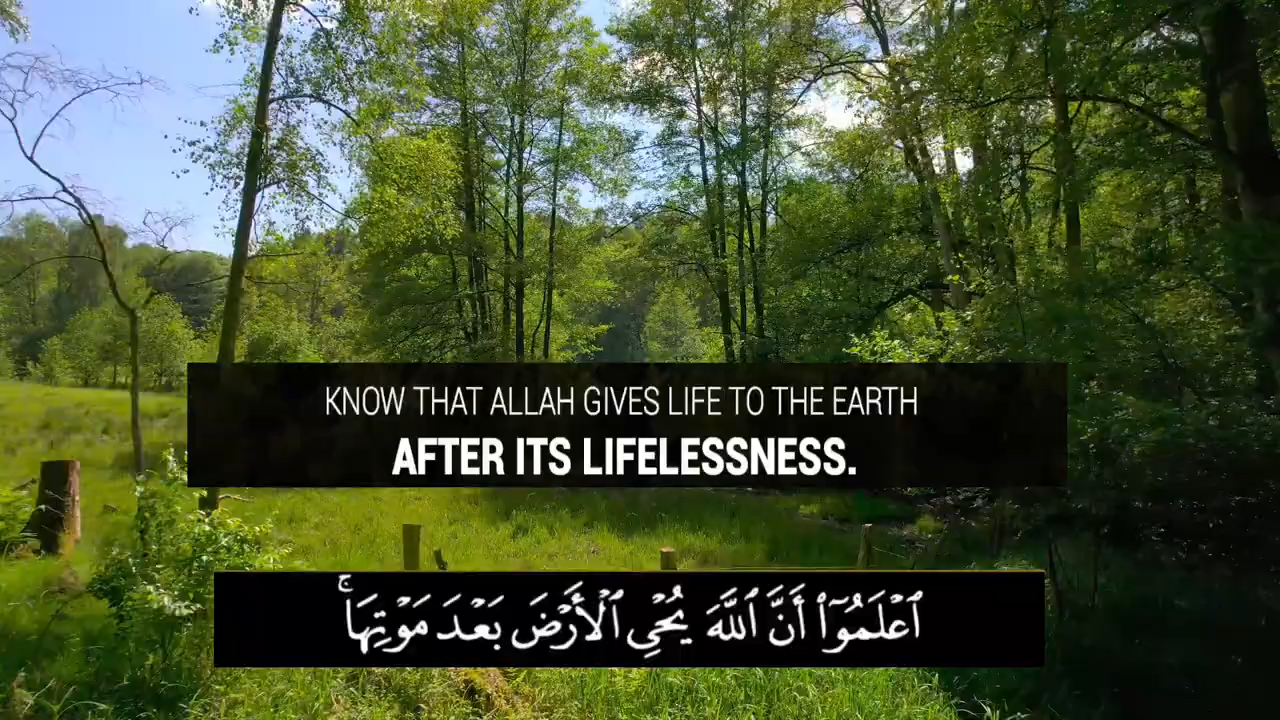 KNOW THAT ALLAH GIVES LIFE TO THE EARTH
AFTER ITS LIFELESSNESS.
ٱعْلَمُوٓا۟ أَنَّ ٱللَّهَ يُحْىِ ٱلْأَرْضَ بَعْدَ مَوْتِهَا ۚ